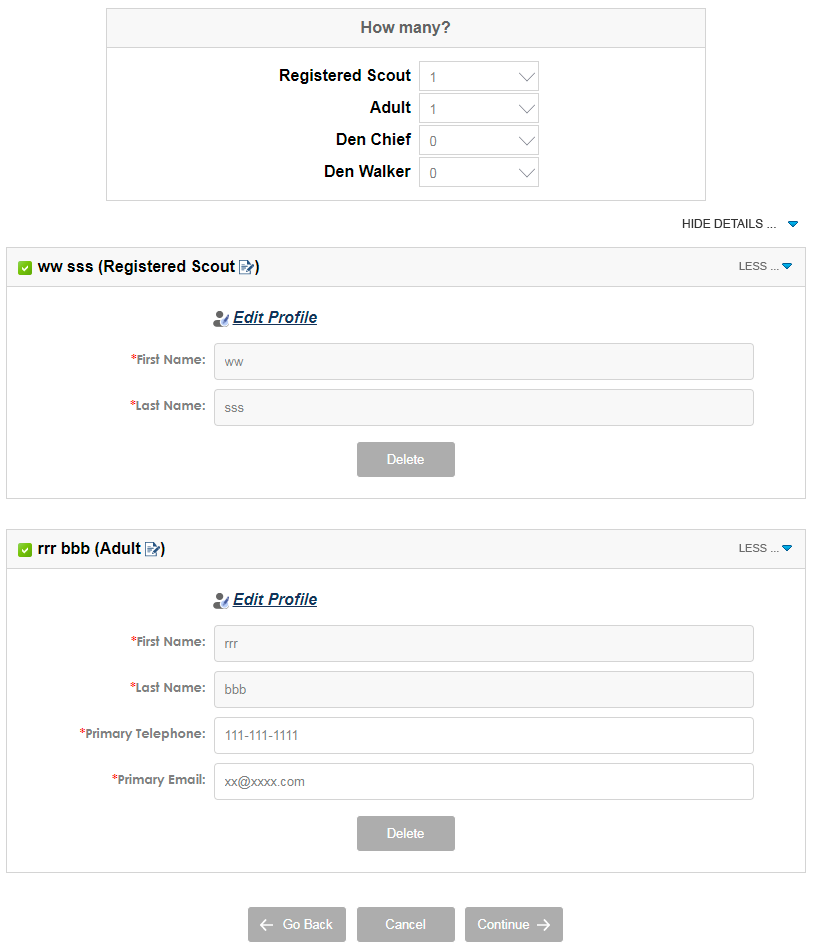 How many?
Registered Scout 1
Adult 1
Den Chief 0
Den Walker 0
HIDE DETAILS ...
ww sss (Registered Scout ) LESS ...
Edit Profile
*First Name: ww
*Last Name: sss
Delete
rrr bbb (Adult ) LESS ...
Edit Profile
*First Name: rrr
*Last Name: bbb
*Primary Telephone: 111-111-1111
*Primary Email: xx@xxxx.com
Delete
Go Back Cancel Continue